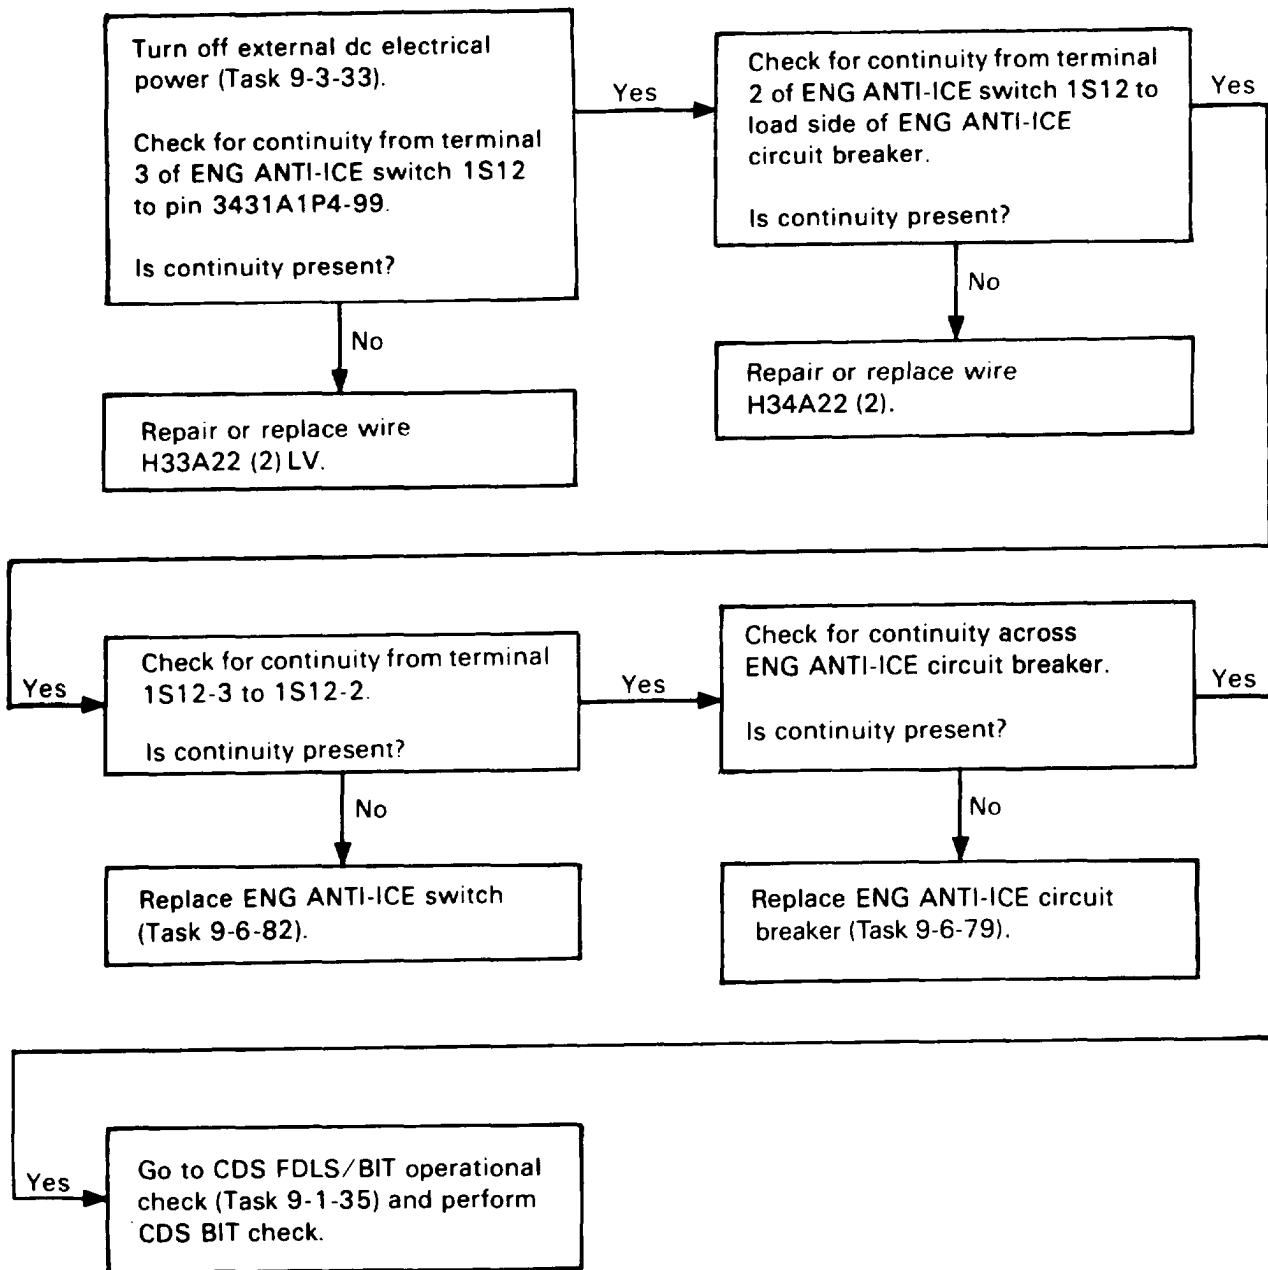 Turn off external dc electrical
power (Task 9-3-33).
Check for continuity from terminal
3 of ENG ANTI-ICE switch 1S12
to pin 3431A1P4-99.
Is continuity present?
Yes
No
Repair or replace wire
H33A22 (2) LV.
Check for continuity from terminal
2 of ENG ANTI-ICE switch 1S12 to
load side of ENG ANTI-ICE
circuit breaker.
Is continuity present?
Yes
No
Repair or replace wire
H34A22 (2).
Yes
Check for continuity from terminal
1S12-3 to 1S12-2.
Is continuity present?
Yes
No
Replace ENG ANTI-ICE switch
(Task 9-6-82).
Check for continuity across
ENG ANTI-ICE circuit breaker.
Is continuity present?
Yes
No
Replace ENG ANTI-ICE circuit
breaker (Task 9-6-79).
Yes
Go to CDS FDLS/BIT operational
check (Task 9-1-35) and perform
CDS BIT check.